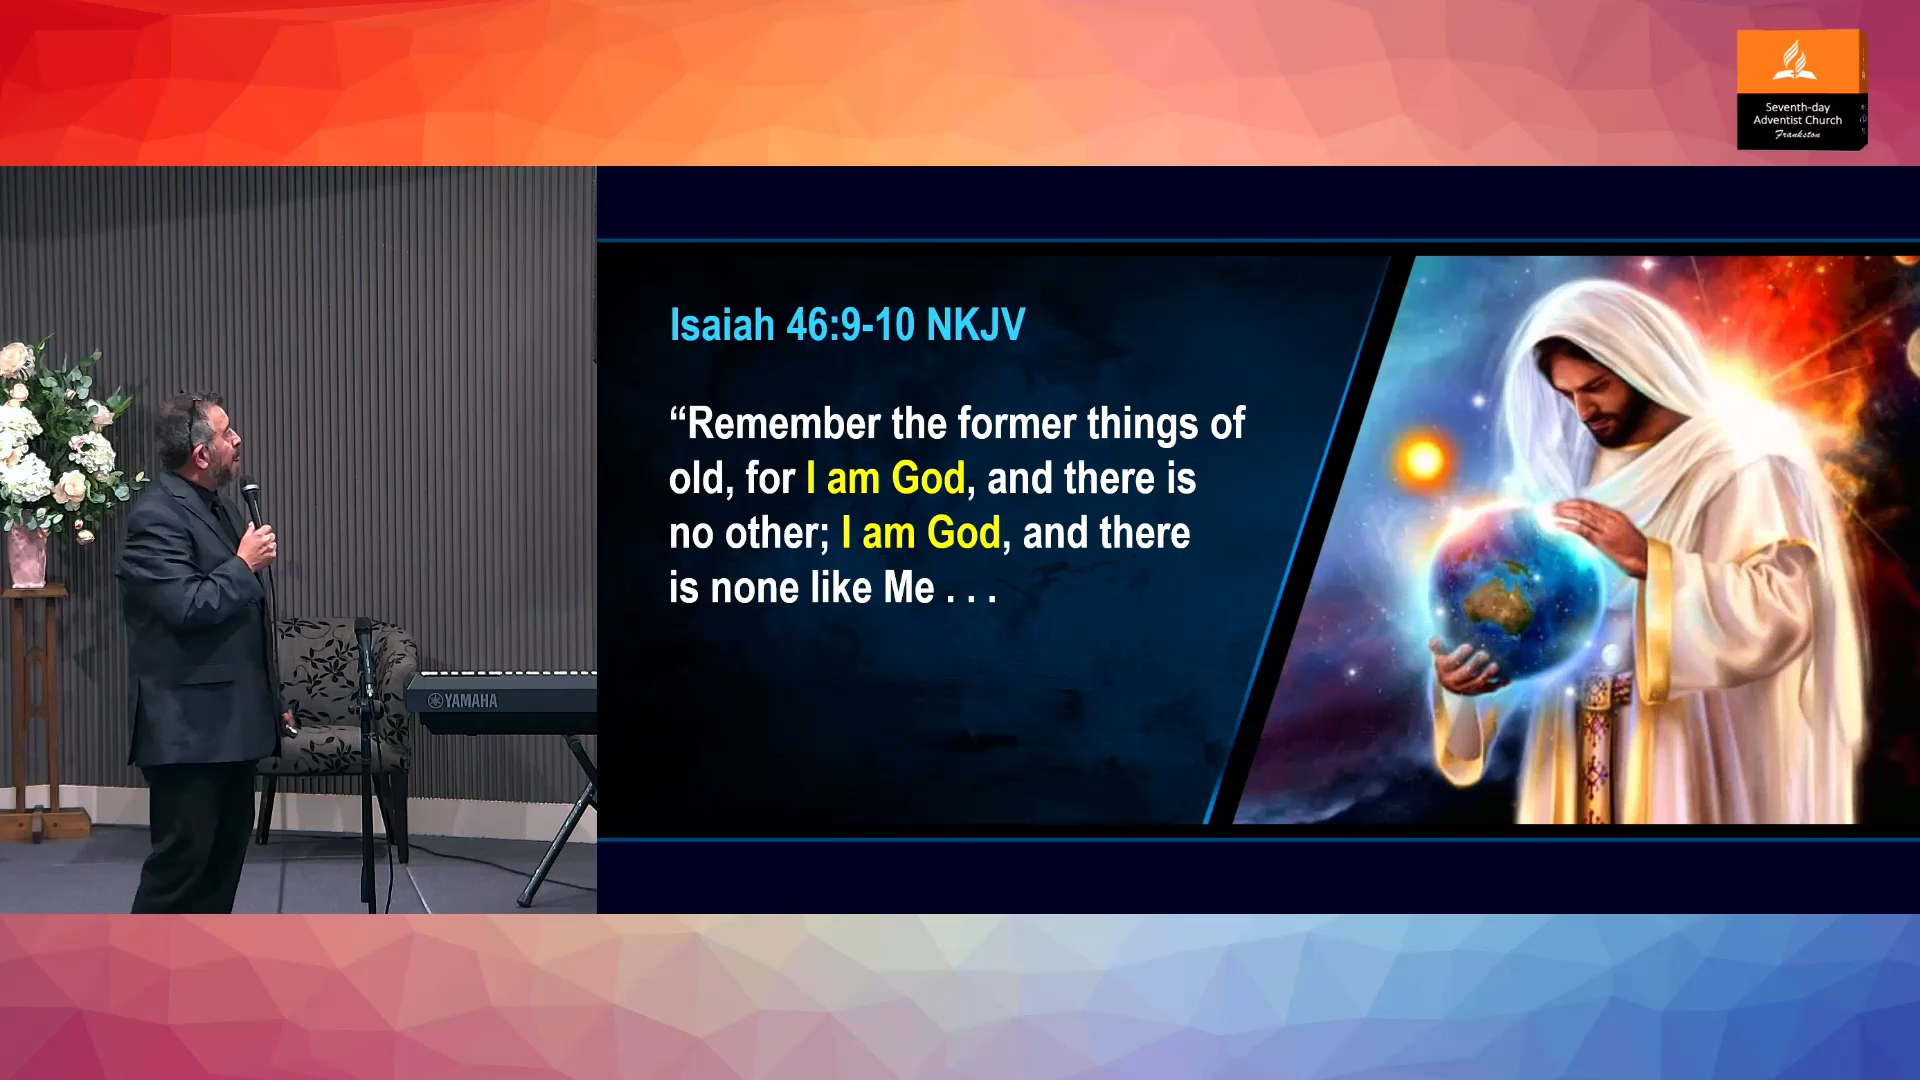 Seventh-day
Adventist Church
Frankston
Isaiah 46:9-10 NKJV
“Remember the former things of
old, for I am God, and there is
no other; I am God, and there
is none like Me . . .
YAMAHA